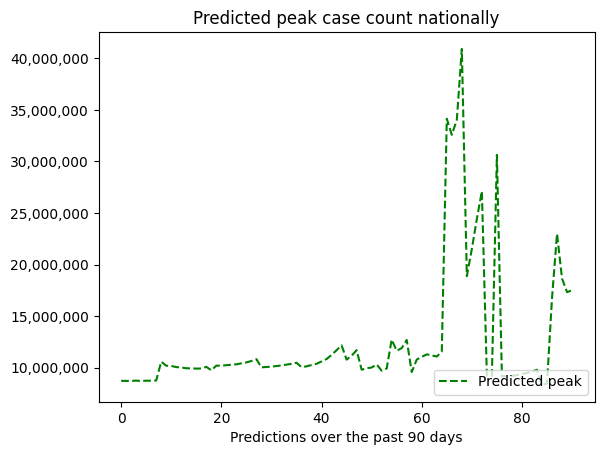 Predicted peak case count nationally
40,000,000
35,000,000
30,000,000
25,000,000
20,000,000
15,000,000
10,000,000
Predicted peak
0 20 40 60 80
Predictions over the past 90 days